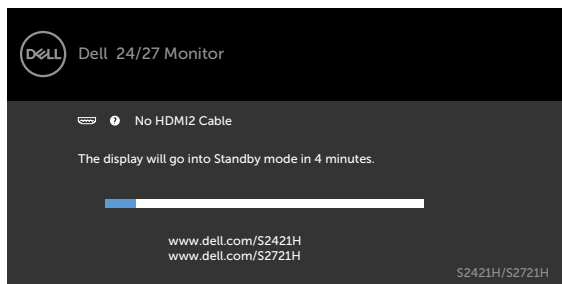 DELL
Dell 24/27 Monitor
? No HDMI2 Cable
The display will go into Standby mode in 4 minutes.
www.dell.com/S2421H
www.dell.com/S2721H
S2421H/S2721H